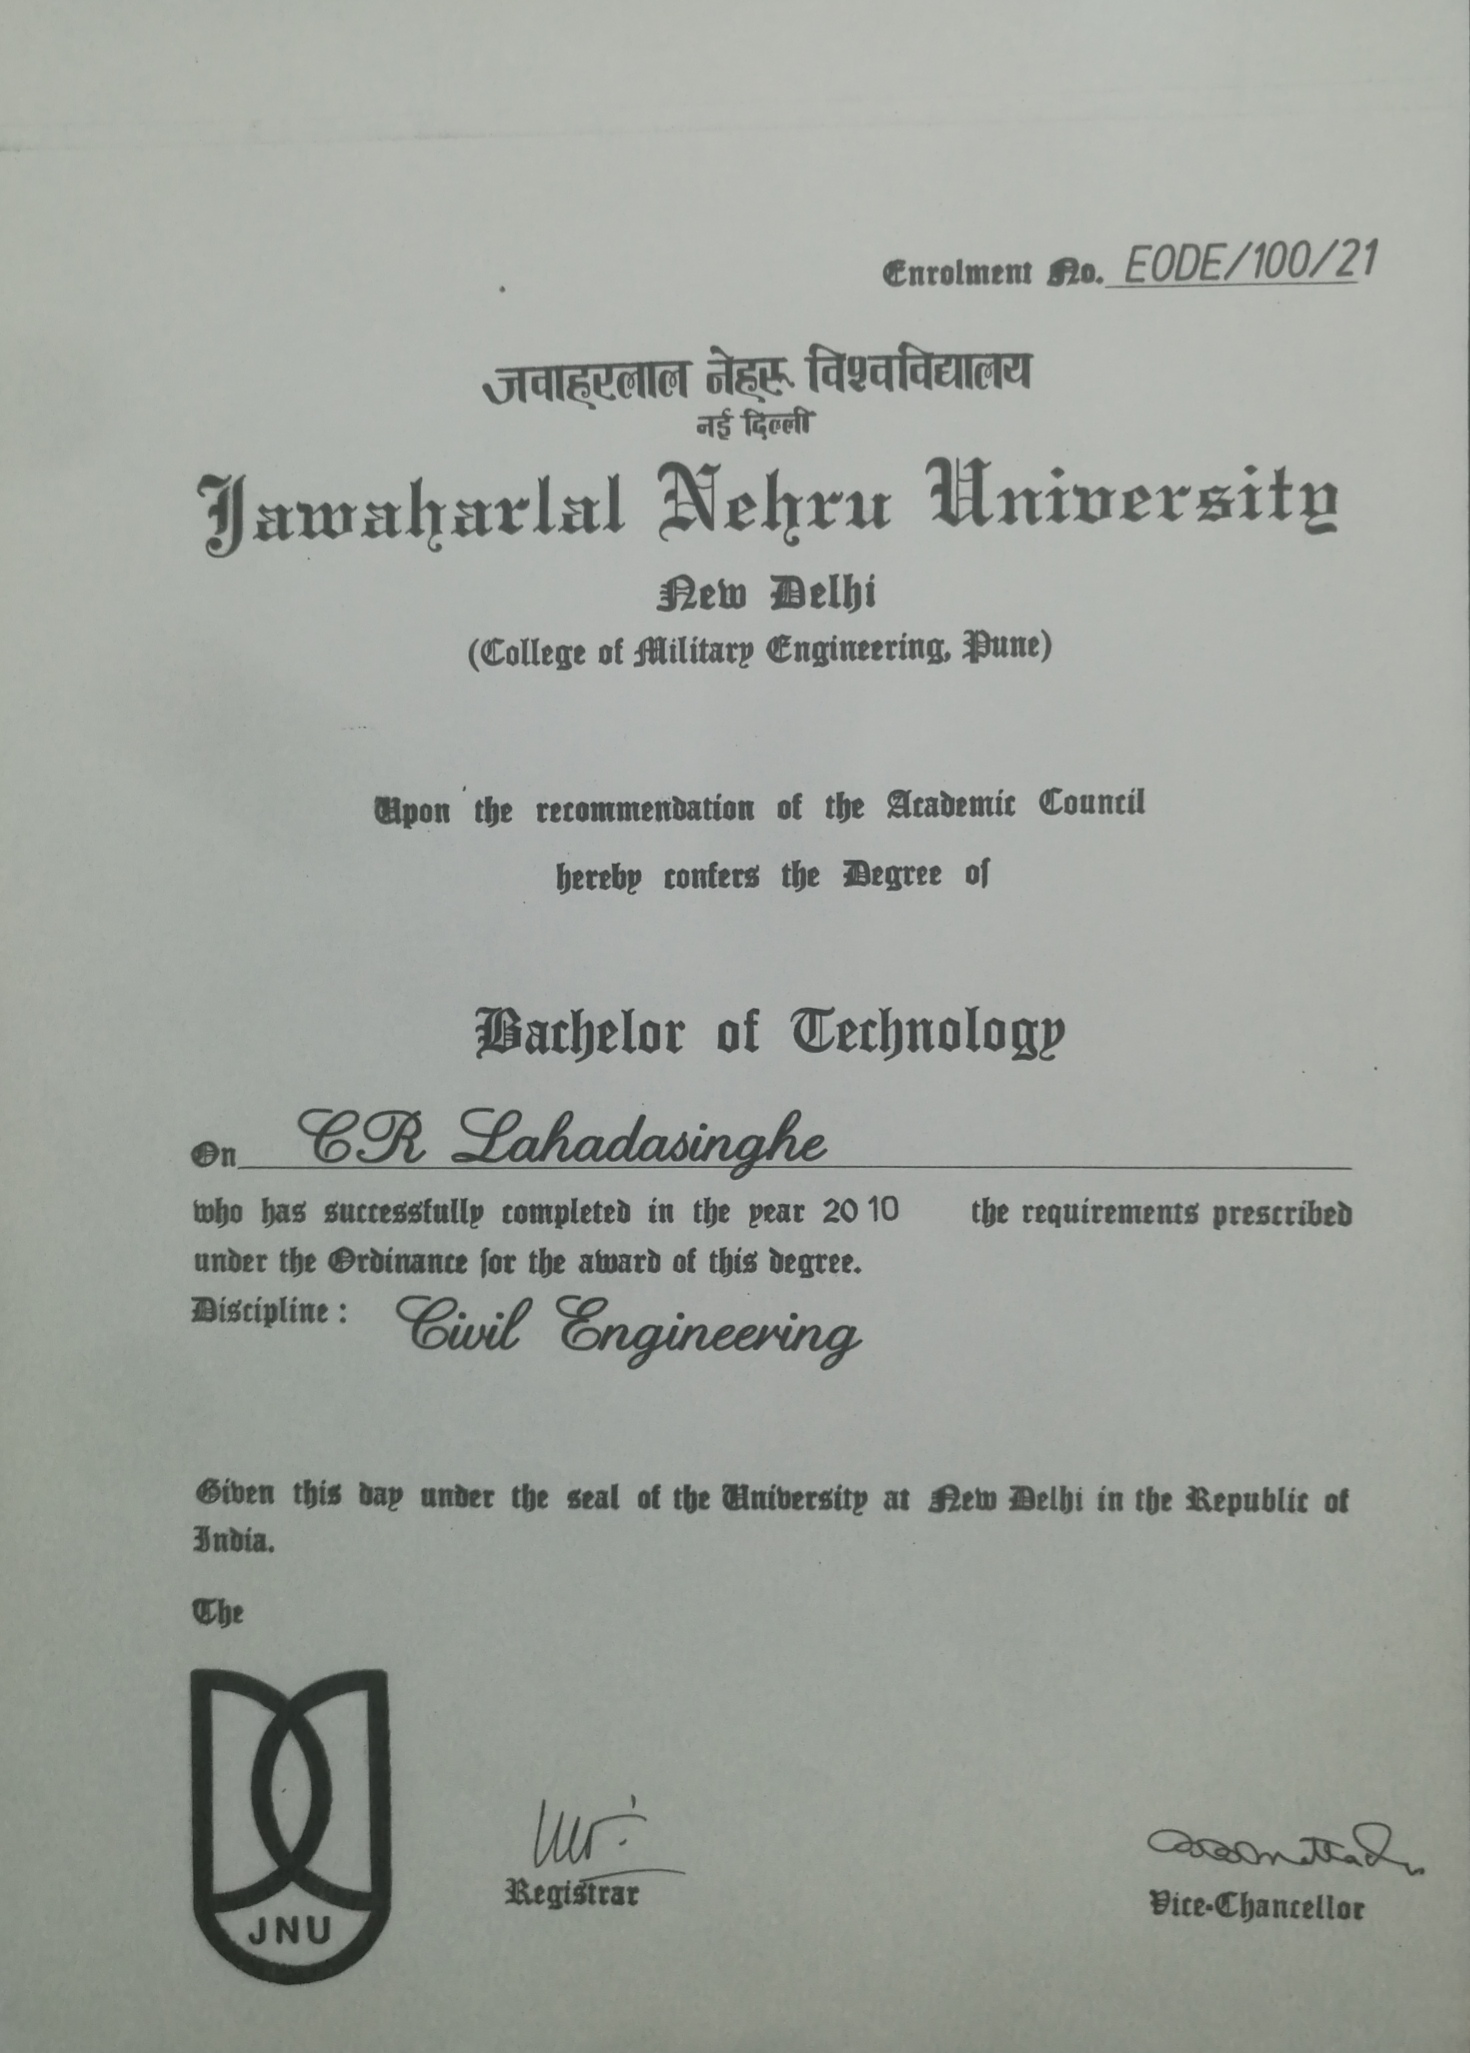 Enrolment No. EODE/100/21
जवाहरलाल नेहरू विश्वविद्यालय
नई दिल्ली
Jawaharlal Nehru University
New Delhi
(College of Military Engineering, Pune)
Upon the recommendation of the Academic Council
hereby confers the Degree of
Bachelor of Technology
On CR Lahadasinghe
who has successfully completed in the year 2010 the requirements prescribed
under the Ordinance for the award of this degree.
Discipline : Civil Engineering
Given this day under the seal of the University at New Delhi in the Republic of
India.
The
JNU
Registrar
Vice-Chancellor